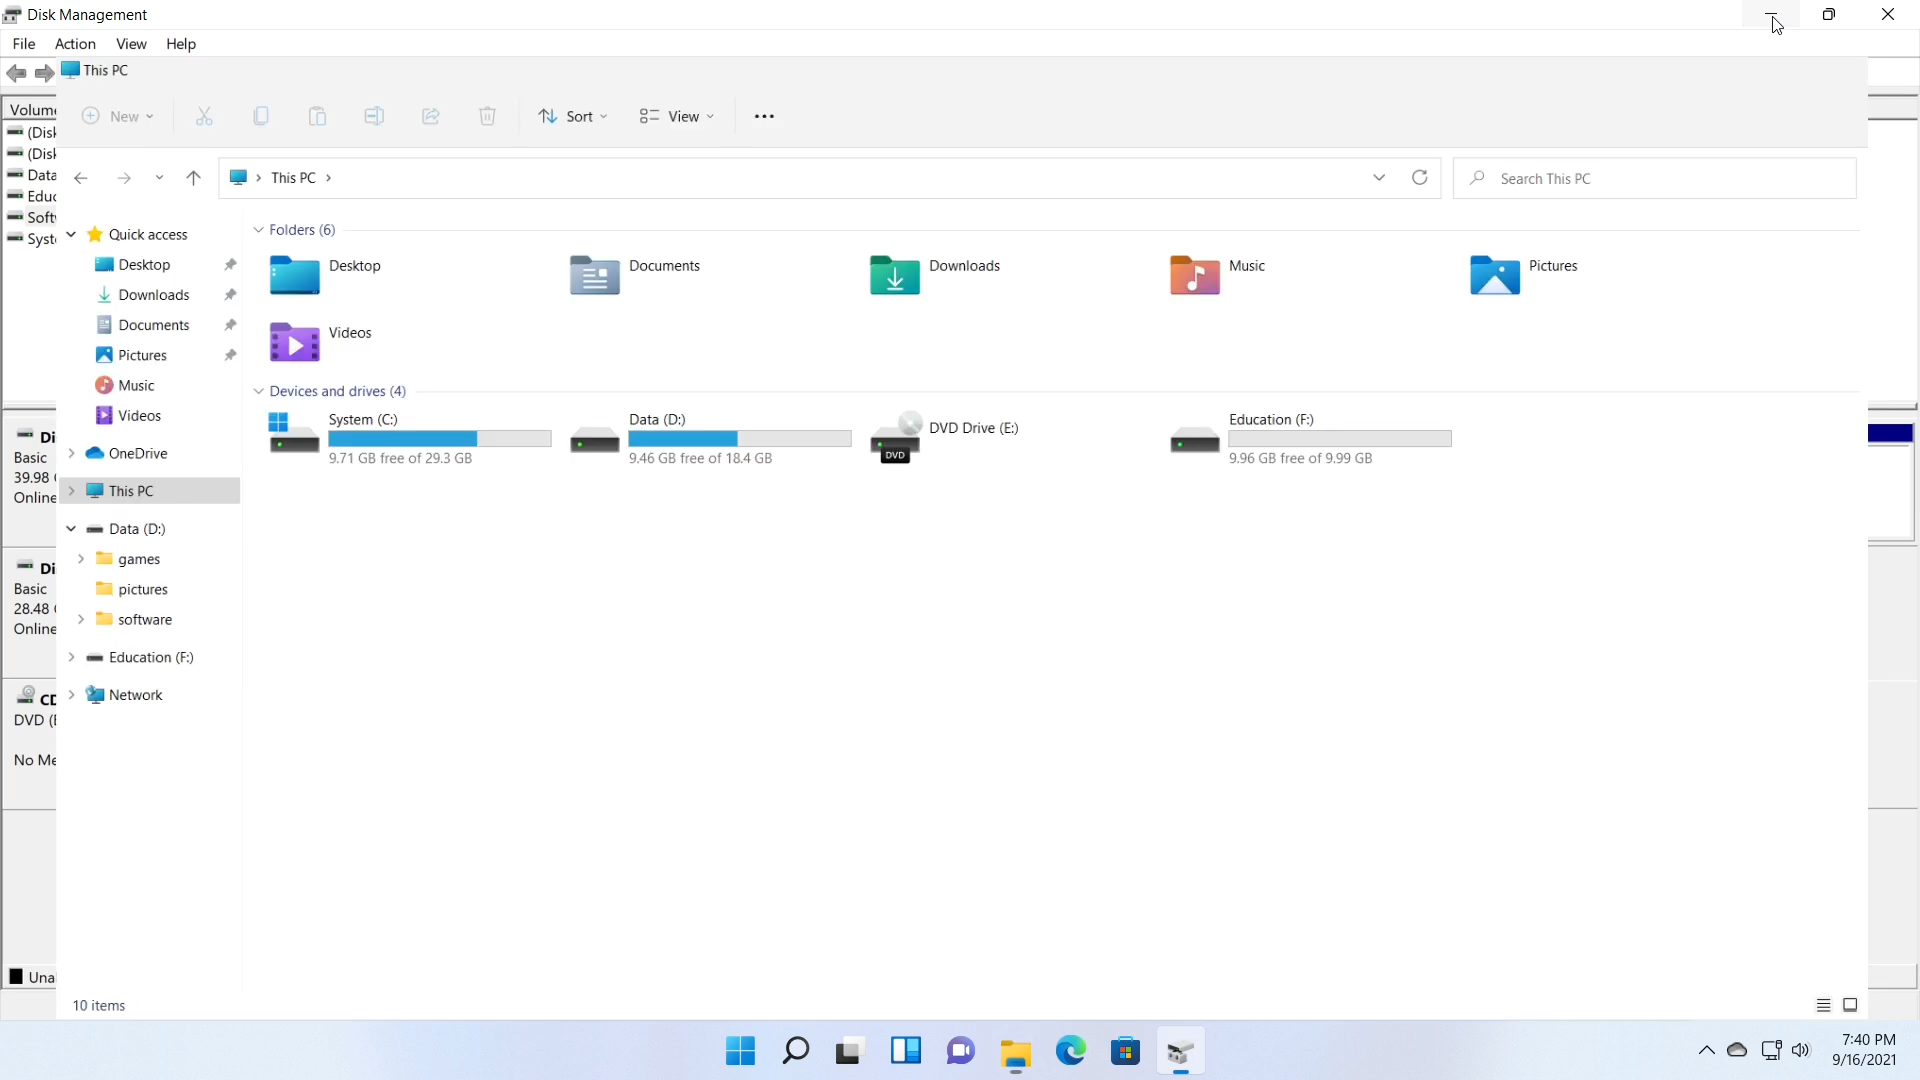 Disk Management
File Action View Help
This PC
New Sort View
This PC Search This PC
Volume
(Disk
(Disk
Data
Educ
Softw
Syste
Quick access
Desktop
Downloads
Documents
Pictures
Music
Videos
OneDrive
This PC
Data (D:)
games
pictures
software
Education (F:)
Network
Folders (6)
Desktop Documents Downloads Music Pictures
Videos
Devices and drives (4)
System (C:)
9.71 GB free of 29.3 GB
Data (D:)
9.46 GB free of 18.4 GB
DVD Drive (E:)
DVD
Education (F:)
9.96 GB free of 9.99 GB
Di
Basic
39.98
Online
Di
Basic
28.48
Online
CD
DVD (E
No Me
Una
10 items
7:40 PM
9/16/2021